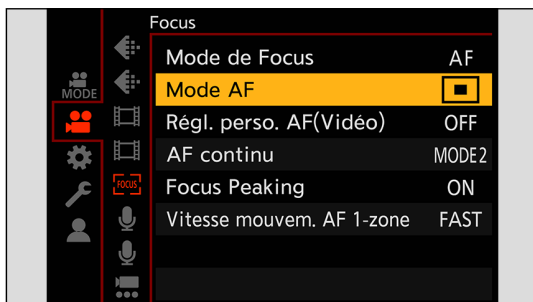 Focus
Mode de Focus AF
MODE
Mode AF
Régl. perso. AF(Vidéo) OFF
AF continu MODE2
FOCUS
Focus Peaking ON
Vitesse mouvem. AF 1-zone FAST